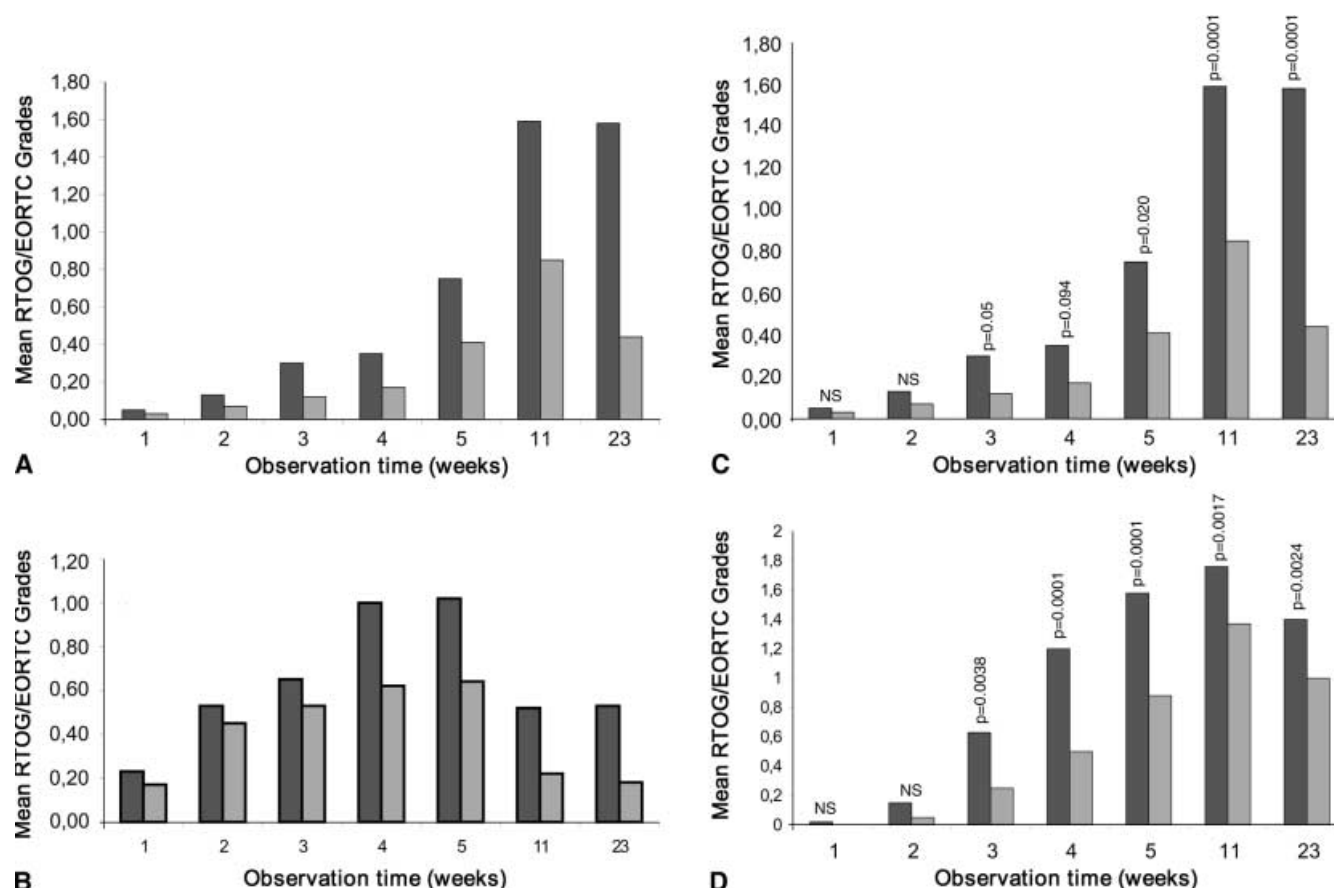 Mean RTOG/EORTC Grades
1,80
1,60
1,40
1,20
1,00
0,80
0,60
0,40
0,20
0,00
1 2 3 4 5 11 23
Observation time (weeks)
A
Mean RTOG/EORTC Grades
1,20
1,00
0,80
0,60
0,40
0,20
0,00
1 2 3 4 5 11 23
Observation time (weeks)
B
Mean RTOG/EORTC Grades
1,80
1,60
1,40
1,20
1,00
0,80
0,60
0,40
0,20
0,00
NS
NS
p=0.05
p=0.094
p=0.020
p=0.0001
p=0.0001
1 2 3 4 5 11 23
Observation time (weeks)
C
Mean RTOG/EORTC Grades
2
1,8
1,6
1,4
1,2
1
0,8
0,6
0,4
0,2
0
NS
NS
p=0.0038
p=0.0001
p=0.0001
p=0.0017
p=0.0024
1 2 3 4 5 11 23
Observation time (weeks)
D